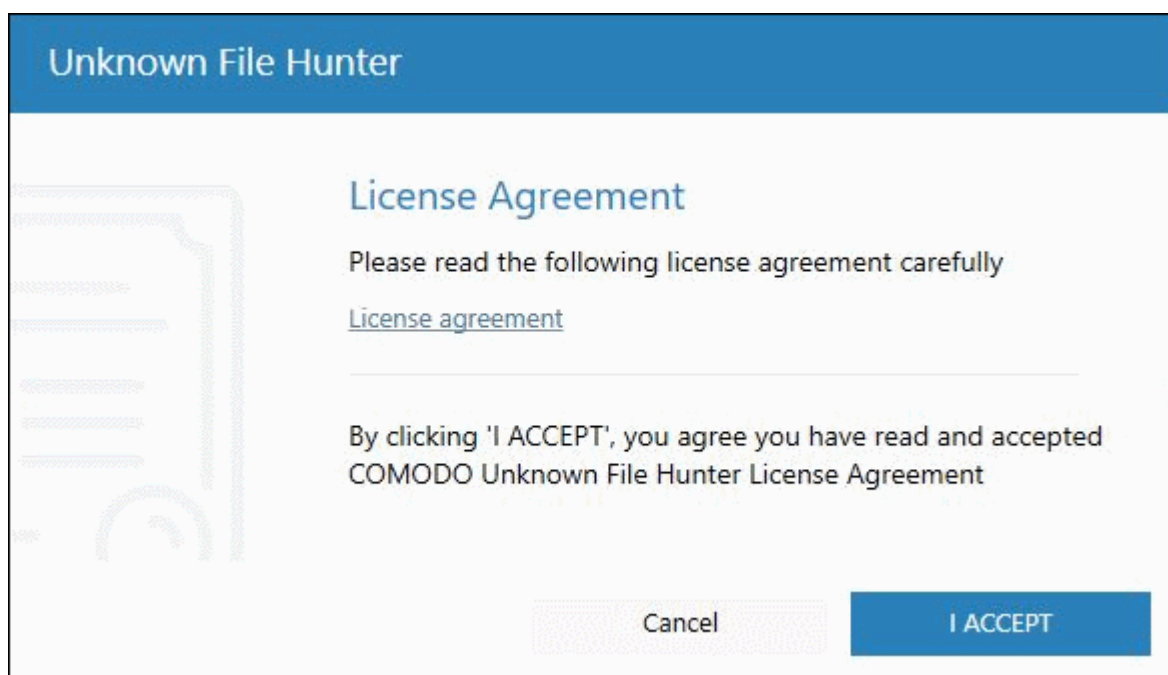 Unknown File Hunter
License Agreement
Please read the following license agreement carefully
License agreement
By clicking 'I ACCEPT', you agree you have read and accepted
COMODO Unknown File Hunter License Agreement
Cancel
I ACCEPT